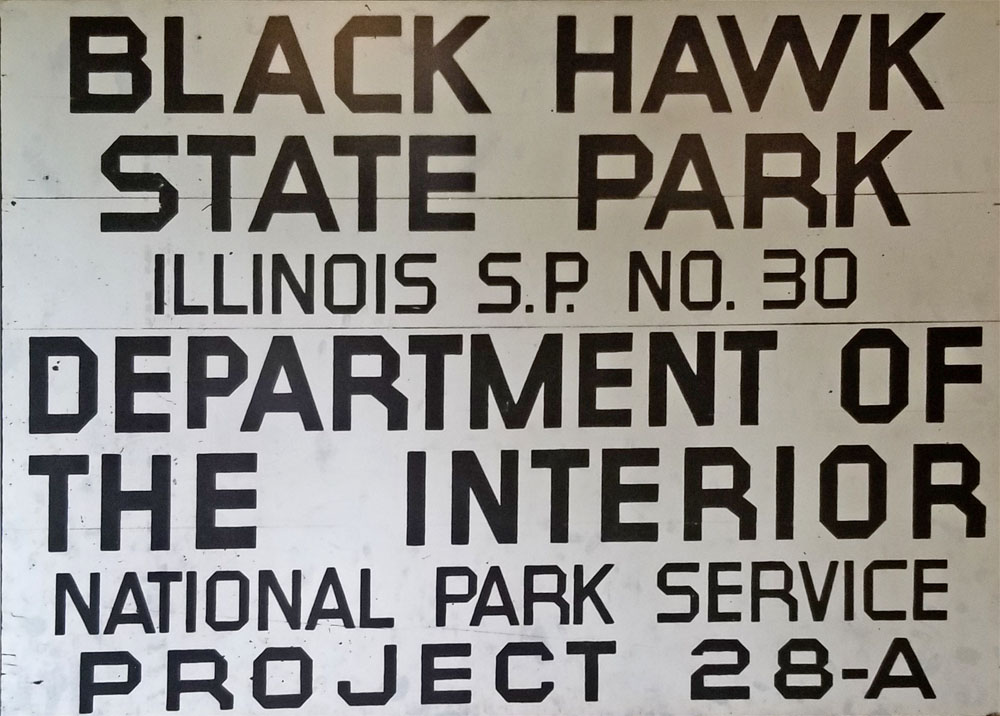 BLACK HAWK
STATE PARK
ILLINOIS S.P. NO. 30
DEPARTMENT OF
THE INTERIOR
NATIONAL PARK SERVICE
PROJECT 28-A